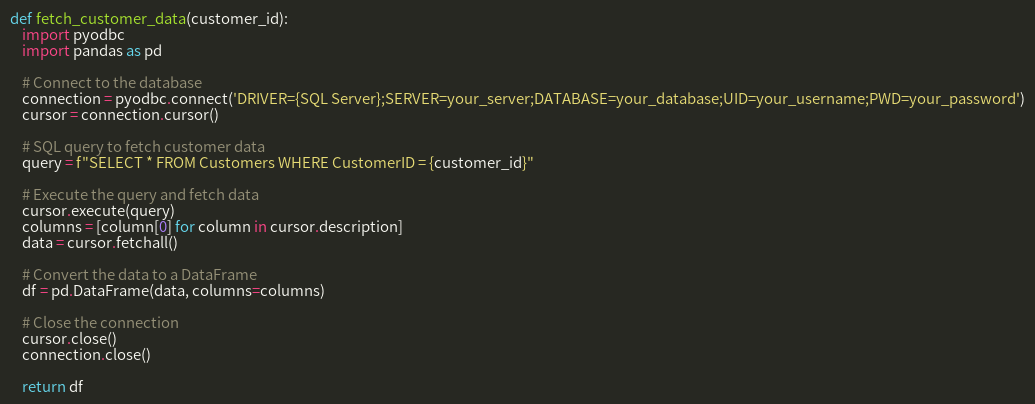 def fetch_customer_data(customer_id):
import pyodbc
import pandas as pd
# Connect to the database
connection = pyodbc.connect('DRIVER={SQL Server};SERVER=your_server;DATABASE=your_database;UID=your_username;PWD=your_password')
cursor = connection.cursor()
# SQL query to fetch customer data
query = f"SELECT * FROM Customers WHERE CustomerID = {customer_id}"
# Execute the query and fetch data
cursor.execute(query)
columns = [column[0] for column in cursor.description]
data = cursor.fetchall()
# Convert the data to a DataFrame
df = pd.DataFrame(data, columns=columns)
# Close the connection
cursor.close()
connection.close()
return df